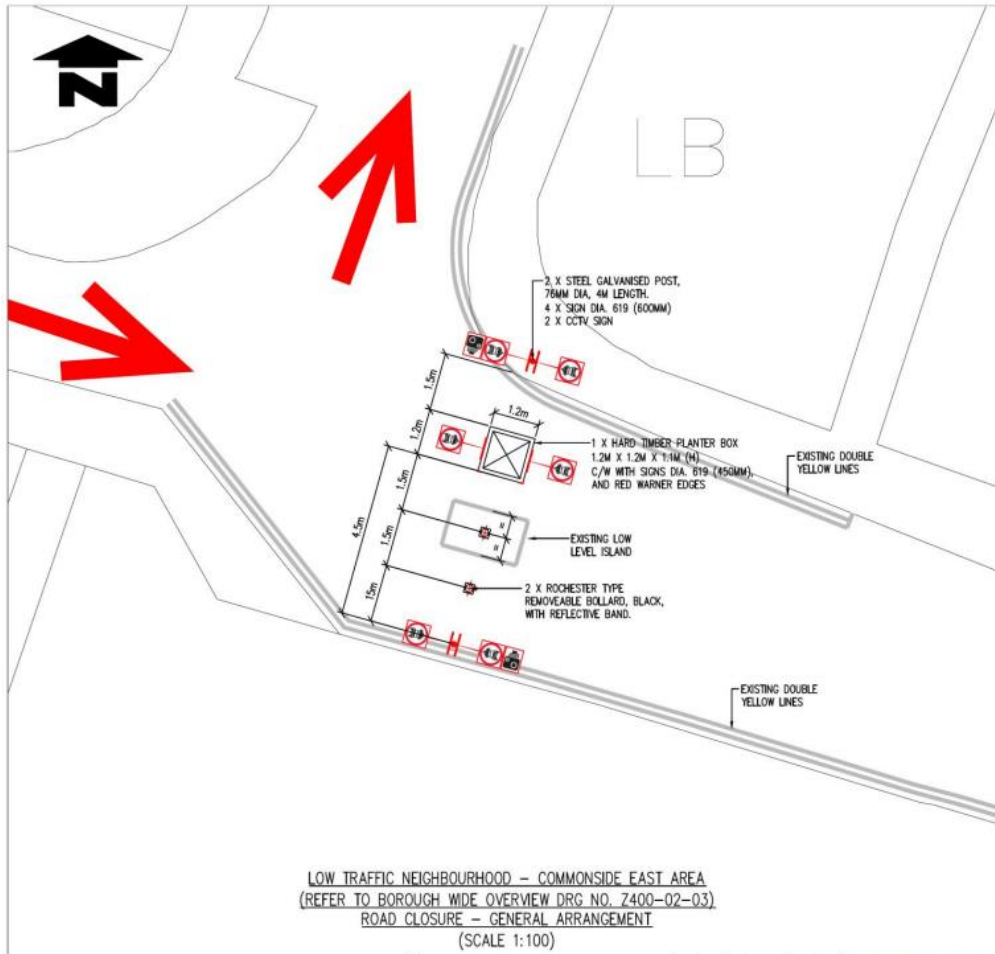 N
LB
2 X STEEL GALVANISED POST,
76MM DIA, 4M LENGTH.
4 X SIGN DIA. 619 (600MM)
2 X CCTV SIGN
1.5m
1.2m
1.2m
1 X HARD TIMBER PLANTER BOX
1.2M X 1.2M X 1.1M (H)
C/W WITH SIGNS DIA. 619 (450MM),
AND RED WARNER EDGES
EXISTING DOUBLE
YELLOW LINES
1.5m
4.5m
1.5m
=
=
EXISTING LOW
LEVEL ISLAND
15m
2 X ROCHESTER TYPE
REMOVEABLE BOLLARD, BLACK,
WITH REFLECTIVE BAND.
EXISTING DOUBLE
YELLOW LINES
LOW TRAFFIC NEIGHBOURHOOD – COMMONSIDE EAST AREA
(REFER TO BOROUGH WIDE OVERVIEW DRG NO. Z400–02–03)
ROAD CLOSURE – GENERAL ARRANGEMENT
(SCALE 1:100)